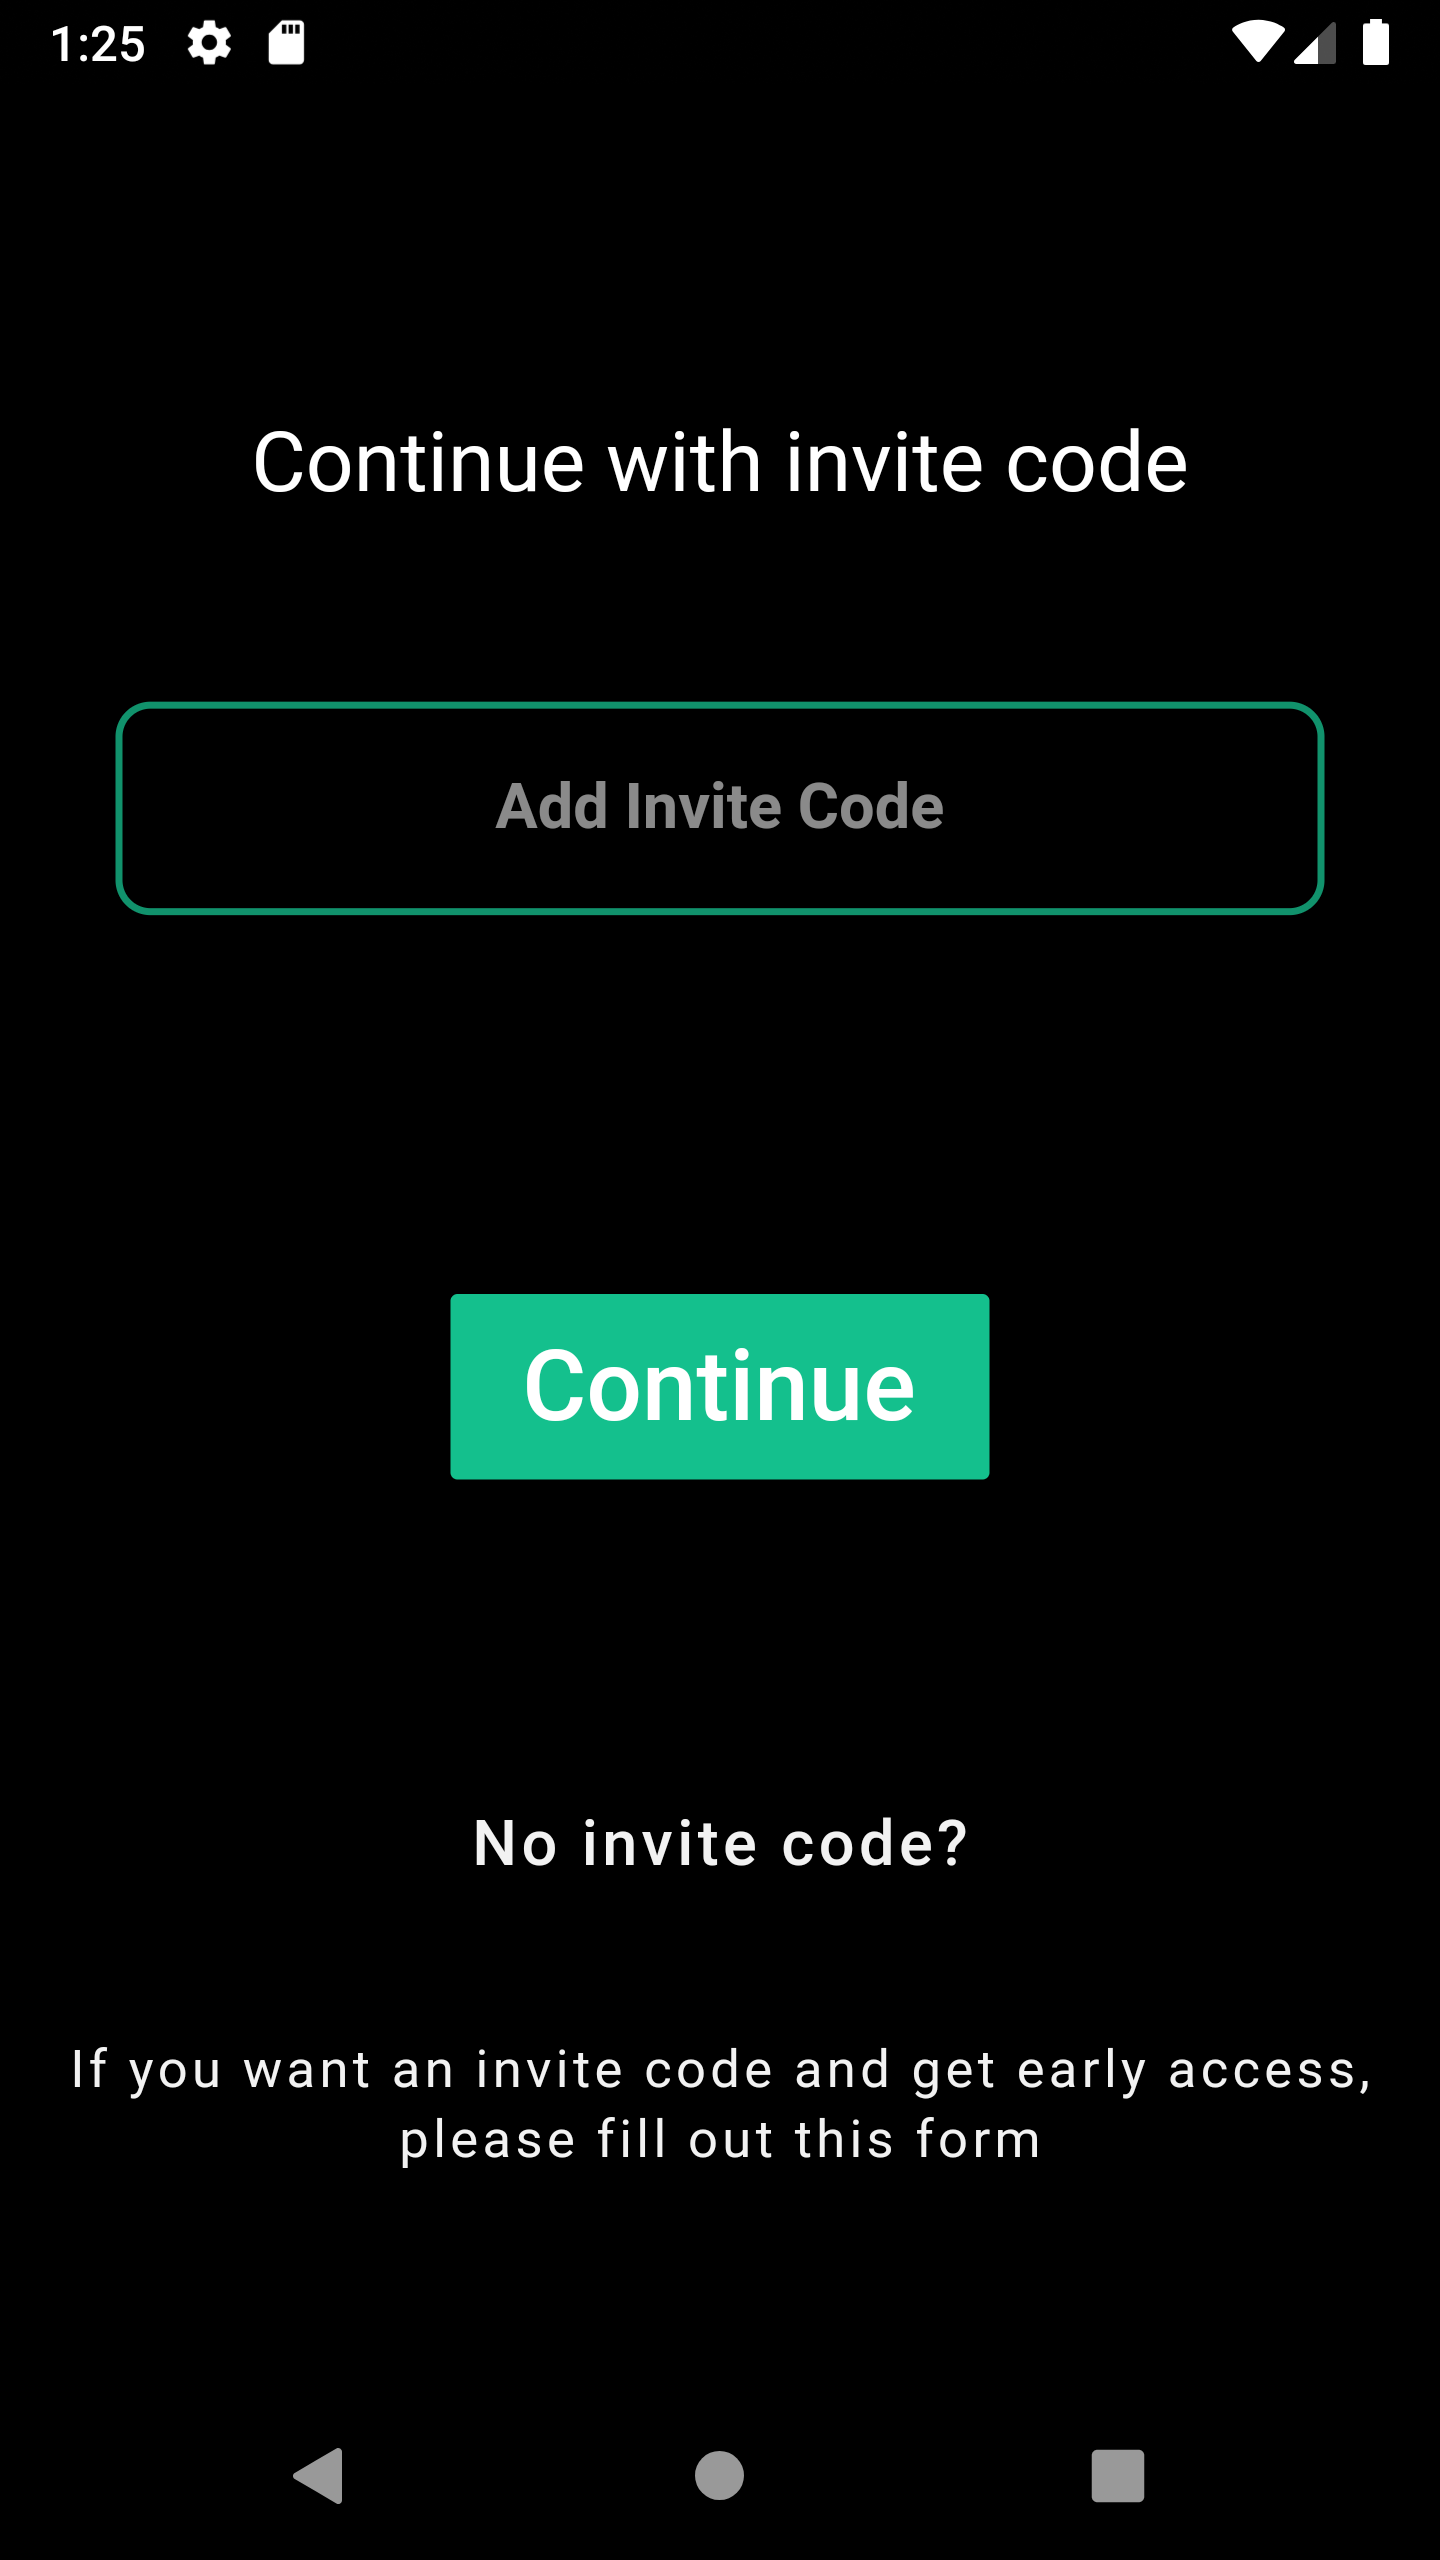 1:25
Continue with invite code
Add Invite Code
Continue
No invite code?
If you want an invite code and get early access,
please fill out this form